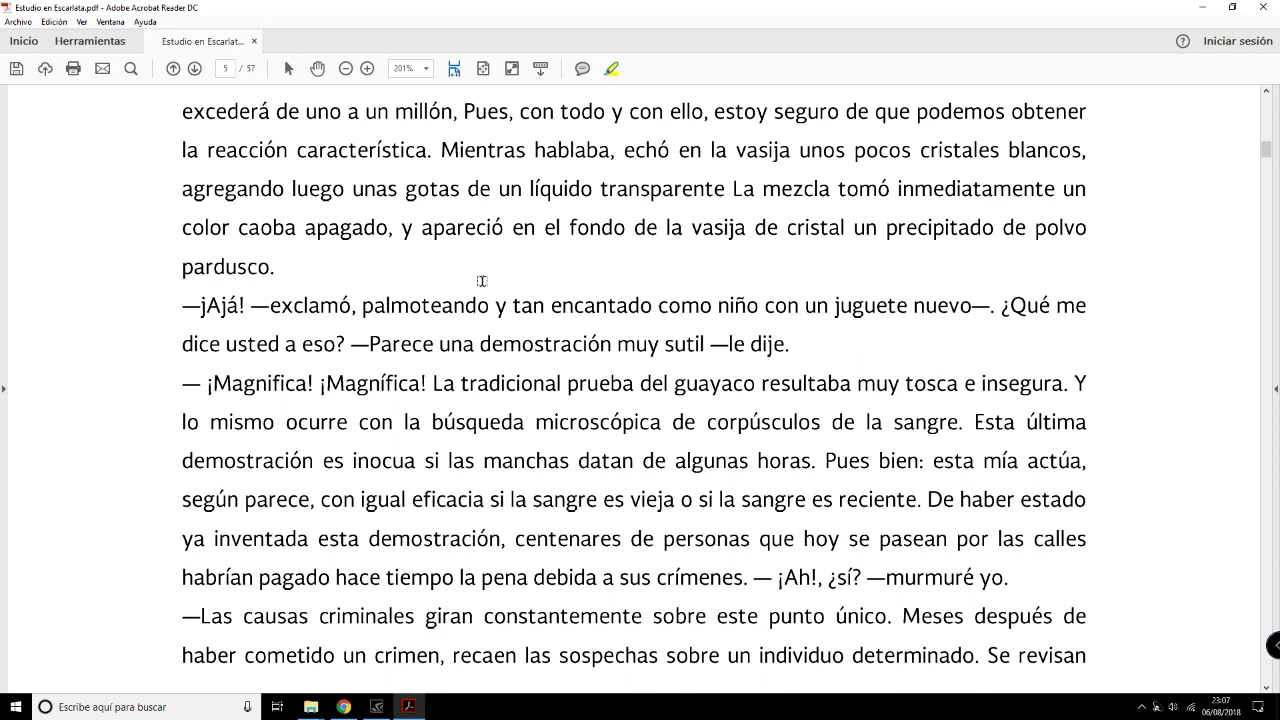 Estudio en Escarlata.pdf - Adobe Acrobat Reader DC
Archivo Edición Ver Ventana Ayuda
Inicio Herramientas Estudio en Escarlat... × Iniciar sesión
5 / 57 201%
excederá de uno a un millón, Pues, con todo y con ello, estoy seguro de que podemos obtener
la reacción característica. Mientras hablaba, echó en la vasija unos pocos cristales blancos,
agregando luego unas gotas de un líquido transparente La mezcla tomó inmediatamente un
color caoba apagado, y apareció en el fondo de la vasija de cristal un precipitado de polvo
pardusco.
—jAjá! —exclamó, palmoteando y tan encantado como niño con un juguete nuevo—. ¿Qué me
dice usted a eso? —Parece una demostración muy sutil —le dije.
— ¡Magnifica! ¡Magnífica! La tradicional prueba del guayaco resultaba muy tosca e insegura. Y
lo mismo ocurre con la búsqueda microscópica de corpúsculos de la sangre. Esta última
demostración es inocua si las manchas datan de algunas horas. Pues bien: esta mía actúa,
según parece, con igual eficacia si la sangre es vieja o si la sangre es reciente. De haber estado
ya inventada esta demostración, centenares de personas que hoy se pasean por las calles
habrían pagado hace tiempo la pena debida a sus crímenes. — ¡Ah!, ¿sí? —murmuré yo.
—Las causas criminales giran constantemente sobre este punto único. Meses después de
haber cometido un crimen, recaen las sospechas sobre un individuo determinado. Se revisan
Escribe aquí para buscar
23:07
06/08/2018